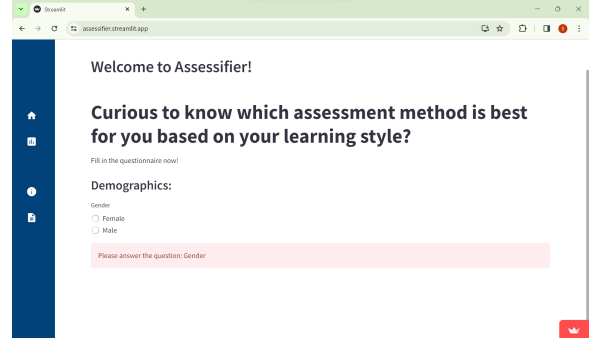 Streamlit
assessifier.streamlit.app
Welcome to Assessifier!
Curious to know which assessment method is best
for you based on your learning style?
Fill in the questionnaire now!
Demographics:
Gender
Female
Male
Please answer the question: Gender